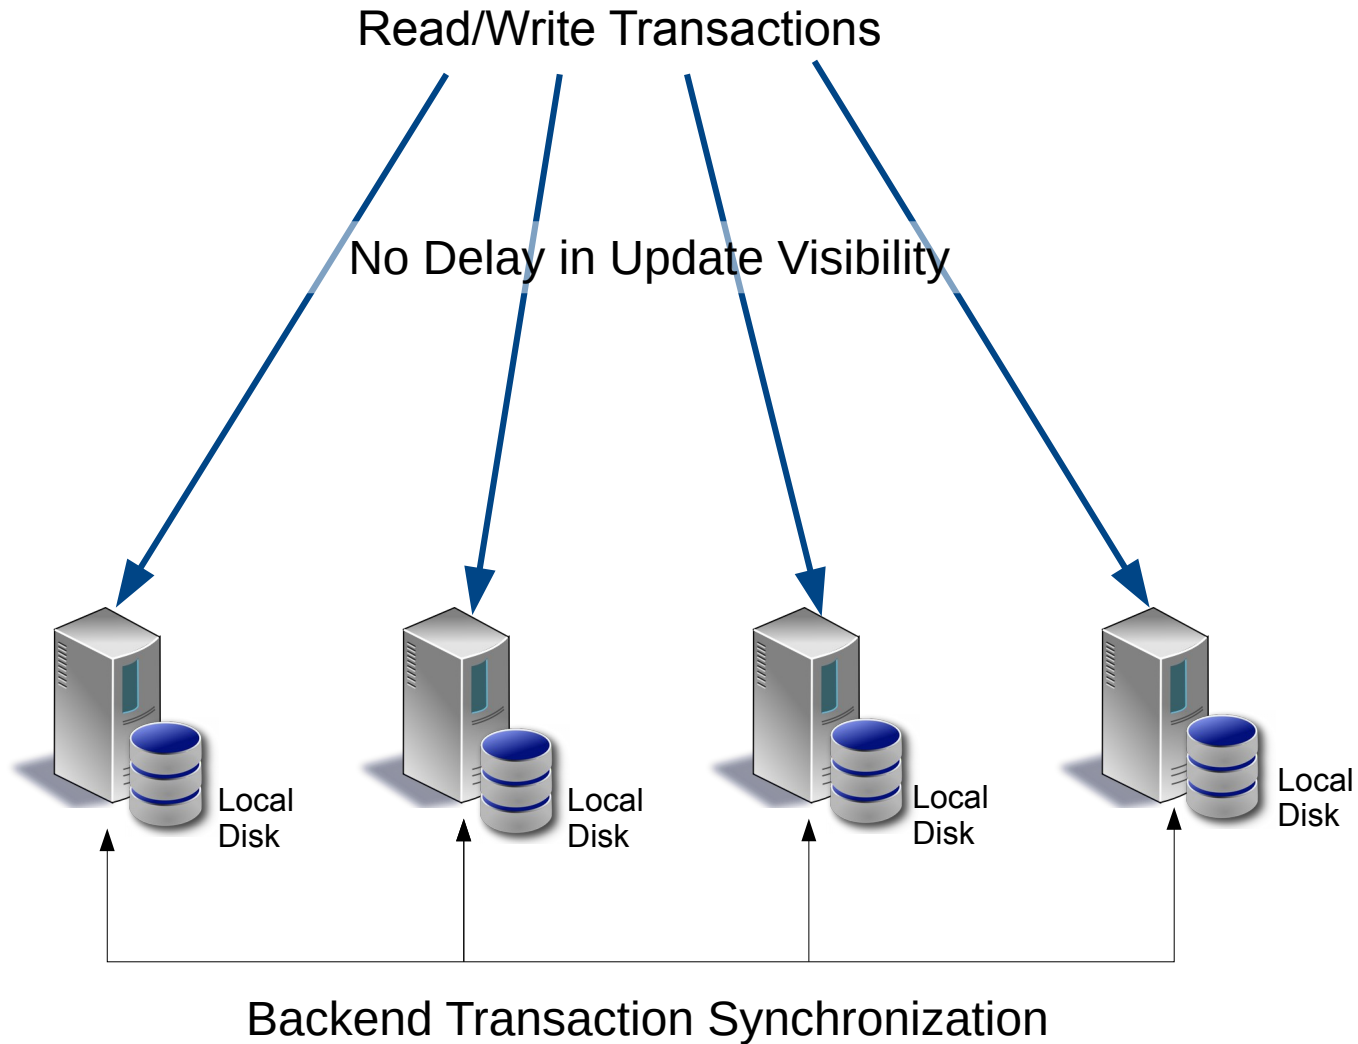 Read/Write Transactions
No Delay in Update Visibility
Local
Disk
Local
Disk
Local
Disk
Local
Disk
Backend Transaction Synchronization